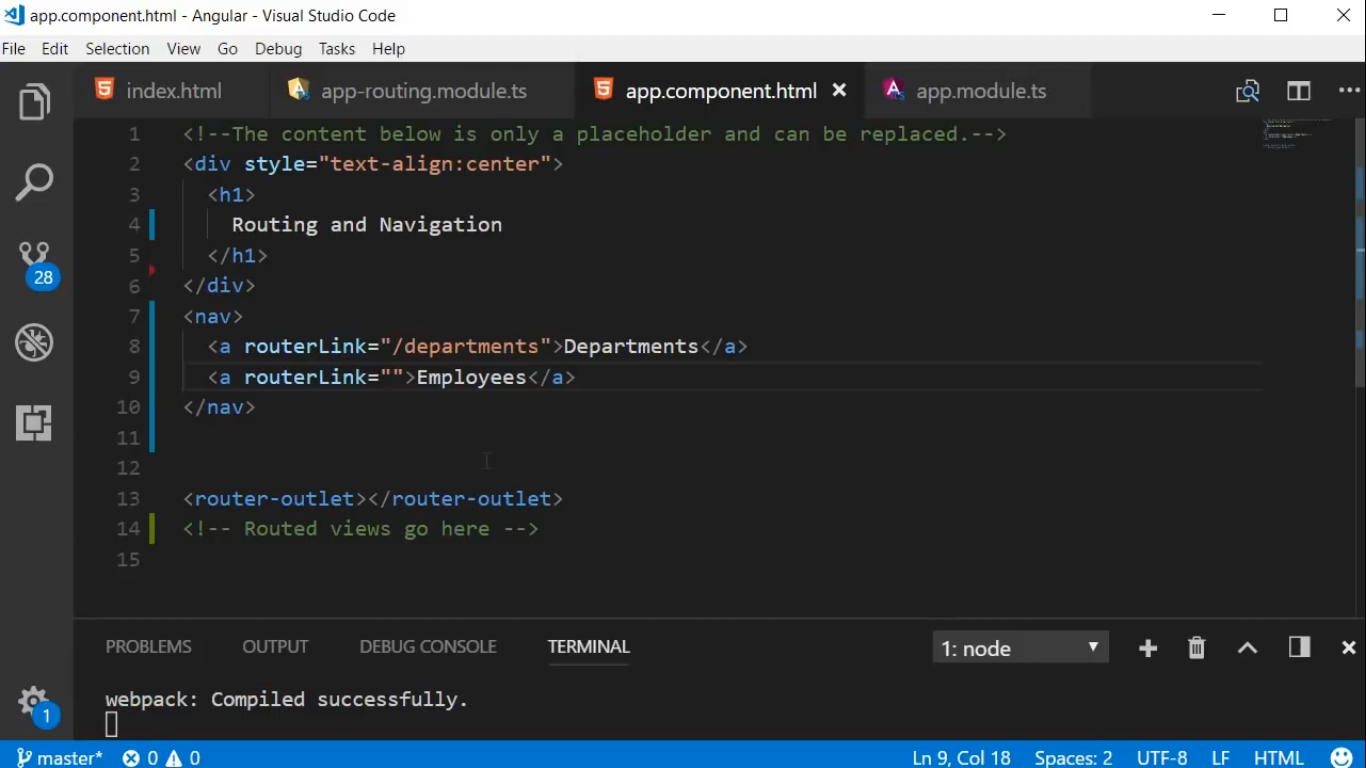 app.component.html - Angular - Visual Studio Code
File Edit Selection View Go Debug Tasks Help
index.html app-routing.module.ts app.component.html app.module.ts
1 <!--The content below is only a placeholder and can be replaced.-->
2 <div style="text-align:center">
3 <h1>
4 Routing and Navigation
5 </h1>
6 </div>
7 <nav>
8 <a routerLink="/departments">Departments</a>
9 <a routerLink="">Employees</a>
10 </nav>
11
12
13 <router-outlet></router-outlet>
14 <!-- Routed views go here -->
15
28
PROBLEMS OUTPUT DEBUG CONSOLE TERMINAL 1: node
webpack: Compiled successfully.
1
master* 0 0 Ln 9, Col 18 Spaces: 2 UTF-8 LF HTML